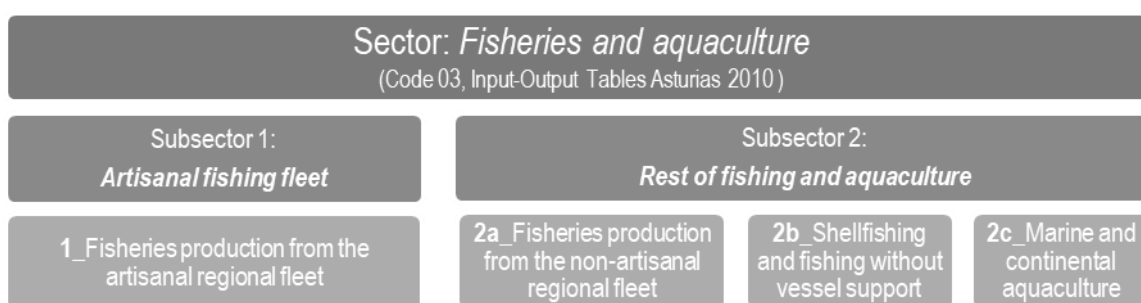 Sector: Fisheries and aquaculture
(Code 03, Input-Output Tables Asturias 2010)
Subsector 1:
Artisanal fishing fleet
Subsector 2:
Rest of fishing and aquaculture
1_Fisheries production from the
artisanal regional fleet
2a_Fisheries production
from the non-artisanal
regional fleet
2b_Shellfishing
and fishing without
vessel support
2c_Marine and
continental
aquaculture